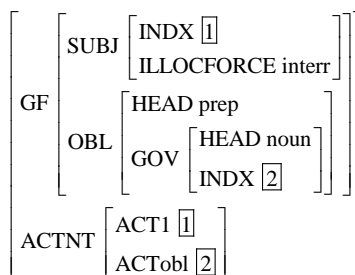 INDX 1
SUBJ
ILLOCFORCE interr
GF
HEAD prep
OBL
HEAD noun
GOV
INDX 2
ACT1 1
ACTNT
ACTobl 2